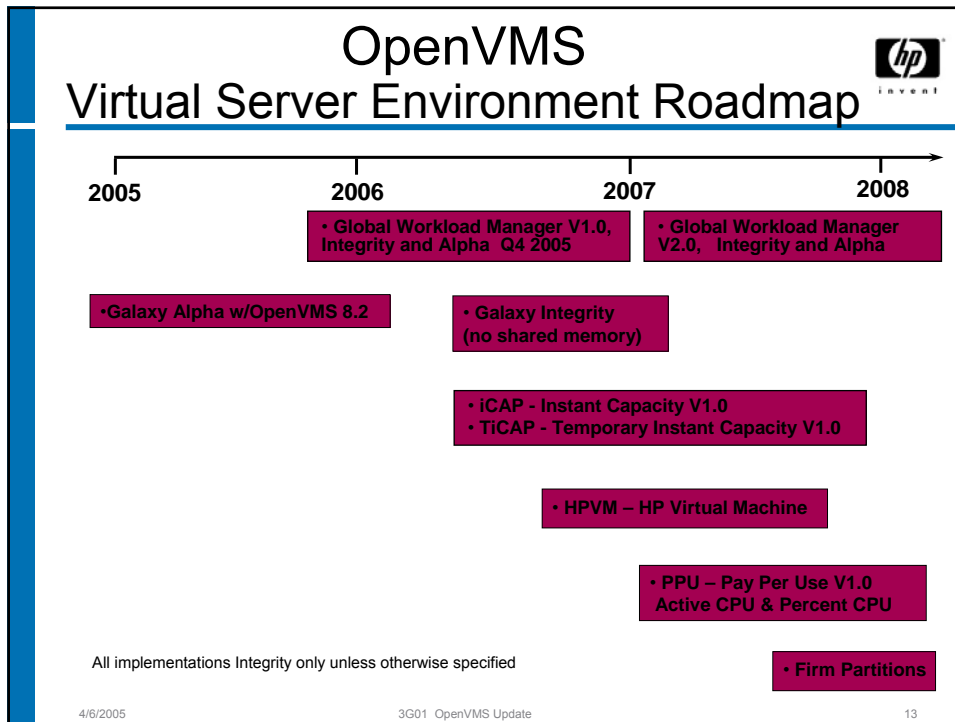 OpenVMS
Virtual Server Environment Roadmap
hp
invent
2005
2006
2007
2008
• Global Workload Manager V1.0,
Integrity and Alpha Q4 2005
• Global Workload Manager
V2.0, Integrity and Alpha
•Galaxy Alpha w/OpenVMS 8.2
• Galaxy Integrity
(no shared memory)
• iCAP - Instant Capacity V1.0
• TiCAP - Temporary Instant Capacity V1.0
• HPVM – HP Virtual Machine
• PPU – Pay Per Use V1.0
Active CPU & Percent CPU
• Firm Partitions
All implementations Integrity only unless otherwise specified
4/6/2005
3G01 OpenVMS Update
13